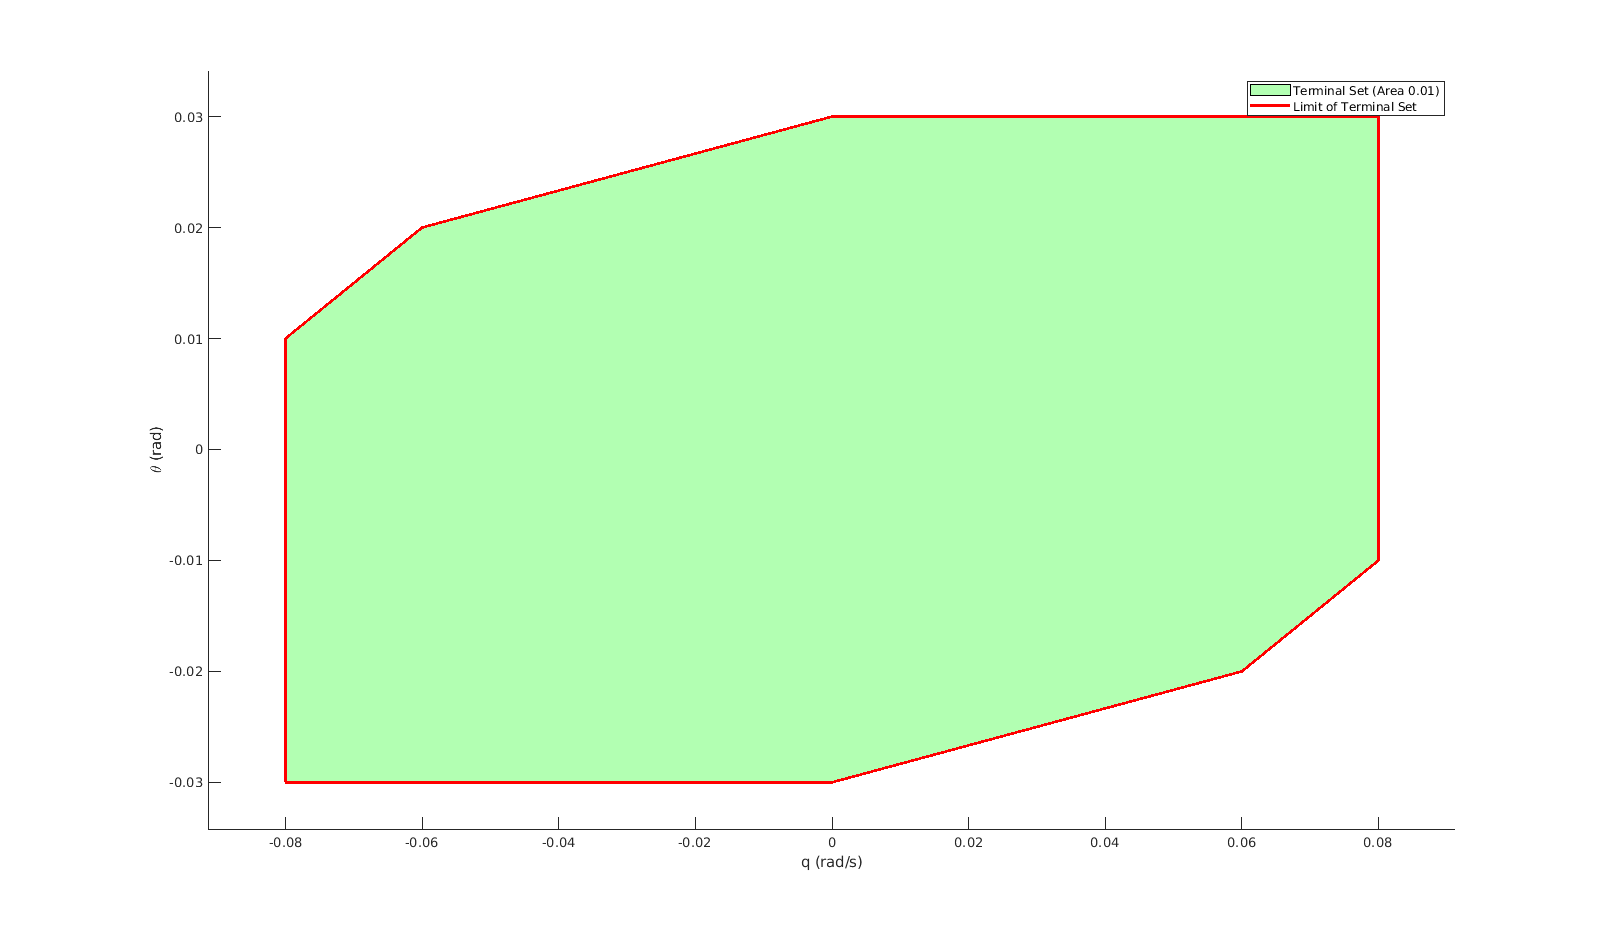 Terminal Set (Area 0.01)
Limit of Terminal Set
0.03
0.02
0.01
0
-0.01
-0.02
-0.03
θ (rad)
-0.08 -0.06 -0.04 -0.02 0 0.02 0.04 0.06 0.08
q (rad/s)